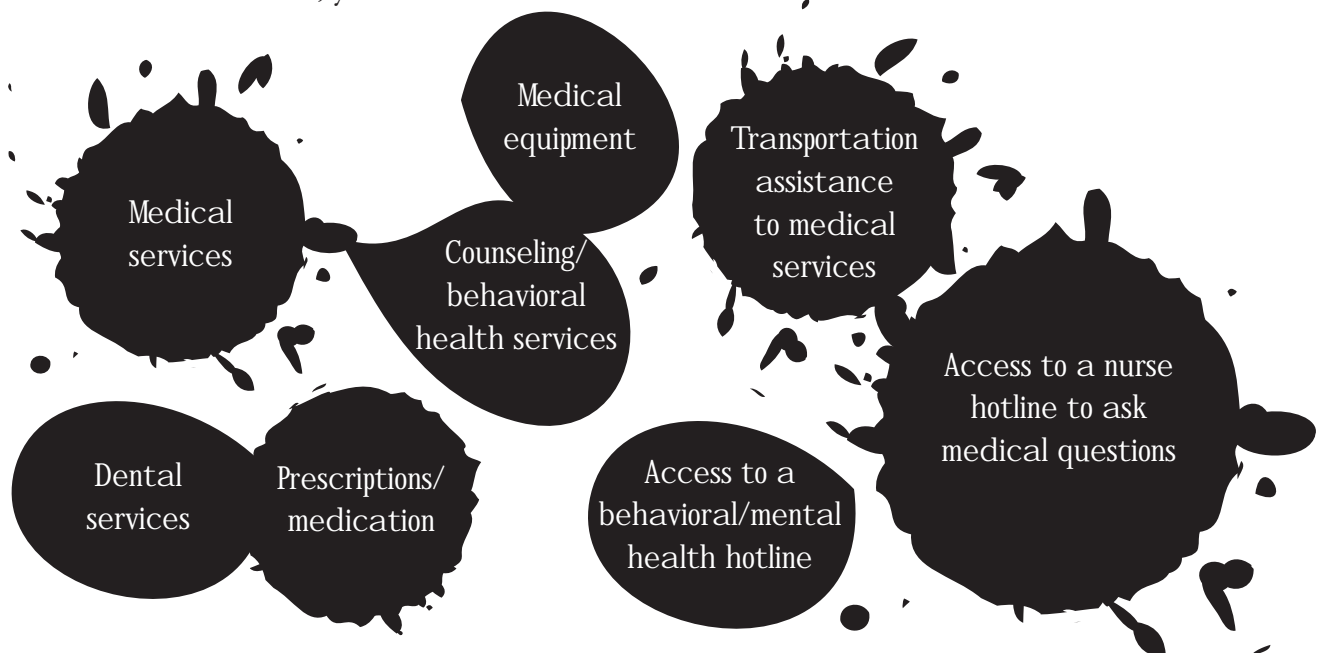 Medical
services
Medical
equipment
Counseling/
behavioral
health services
Transportation
assistance
to medical
services
Access to a nurse
hotline to ask
medical questions
Dental
services
Prescriptions/
medication
Access to a
behavioral/mental
health hotline